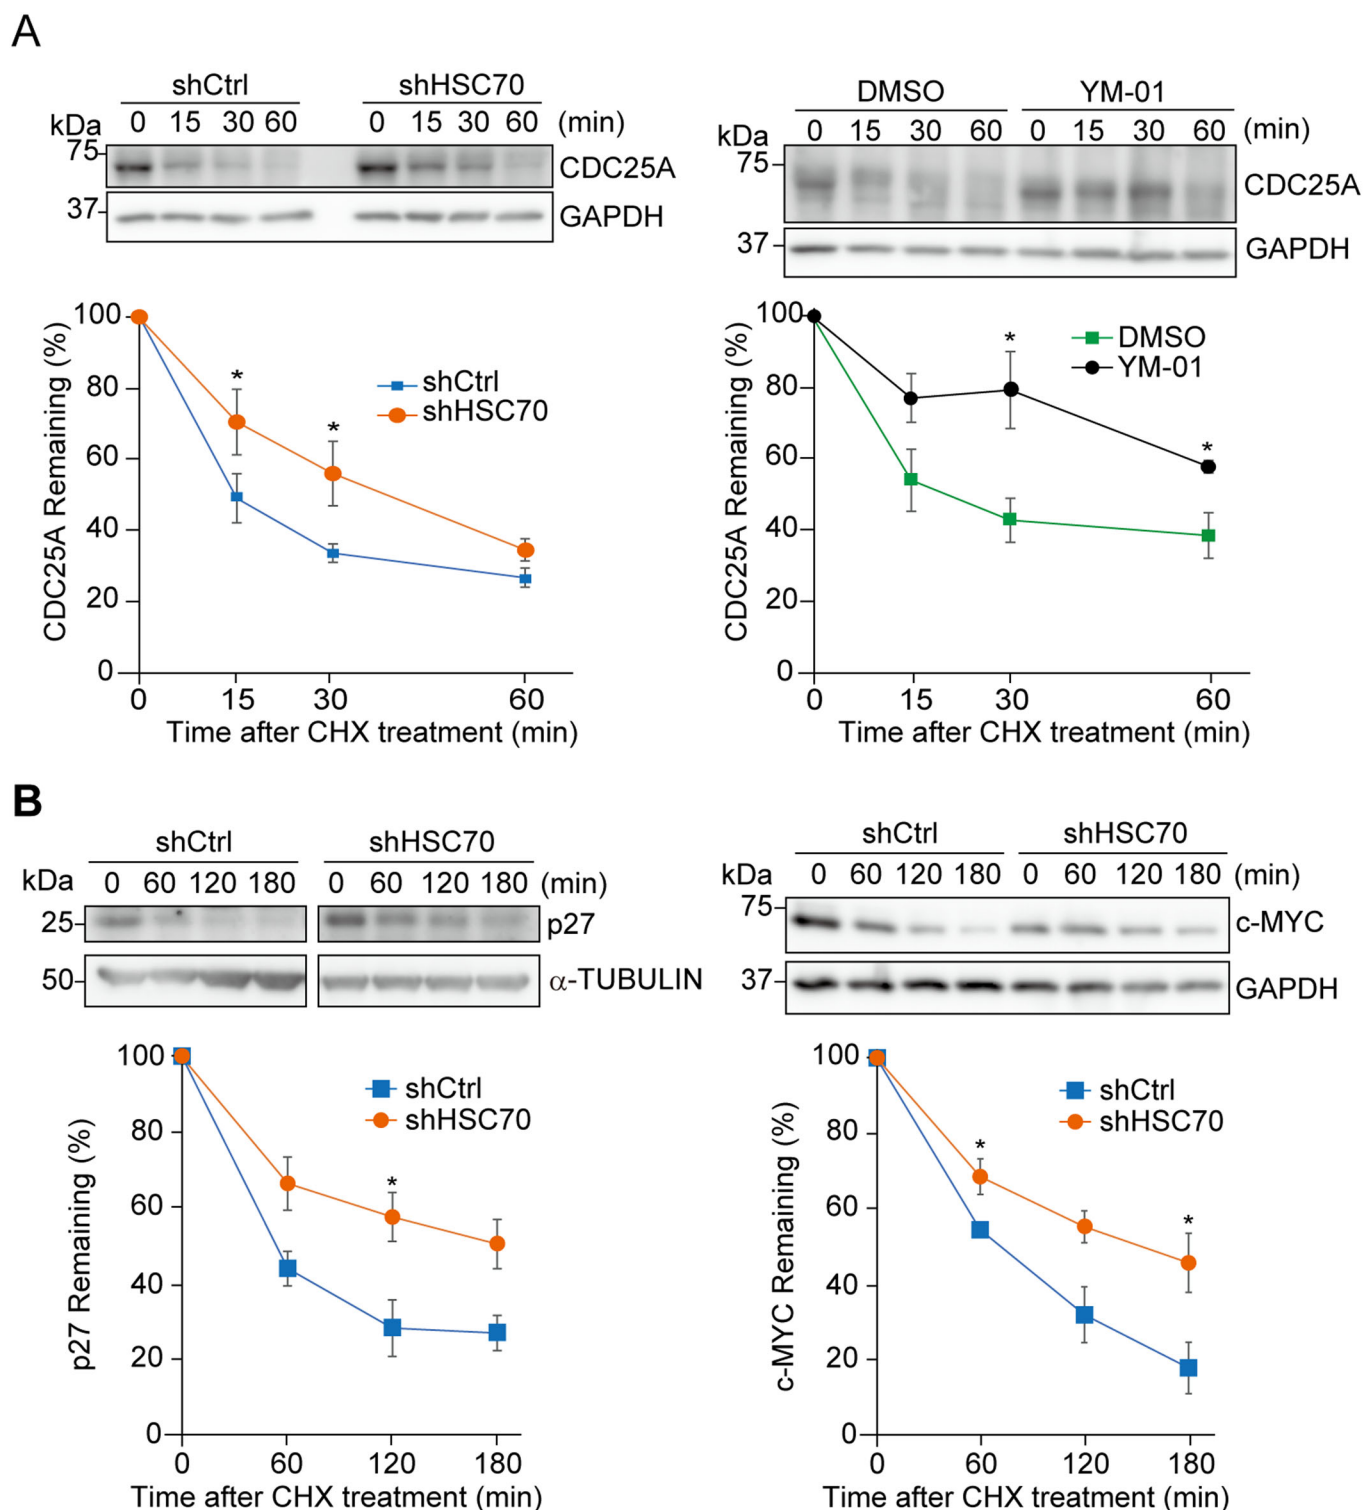 A
shCtrl shHSC70
kDa 0 15 30 60 0 15 30 60 (min)
75 CDC25A
37 GAPDH
DMSO YM-01
0 15 30 60 0 15 30 60 (min)
75 CDC25A
37 GAPDH
CDC25A Remaining (%)
100
80
60
40
20
0
* *
shCtrl
shHSC70
0 15 30 60
Time after CHX treatment (min)
CDC25A Remaining (%)
100
80
60
40
20
0
* *
DMSO
YM-01
0 15 30 60
Time after CHX treatment (min)
B
shCtrl shHSC70
kDa 0 60 120 180 0 60 120 180 (min)
25 p27
50 α-TUBULIN
shCtrl shHSC70
kDa 0 60 120 180 0 60 120 180 (min)
75 c-MYC
37 GAPDH
p27 Remaining (%)
100
80
60
40
20
0
*
shCtrl
shHSC70
0 60 120 180
Time after CHX treatment (min)
c-MYC Remaining (%)
100
80
60
40
20
0
* *
shCtrl
shHSC70
0 60 120 180
Time after CHX treatment (min)